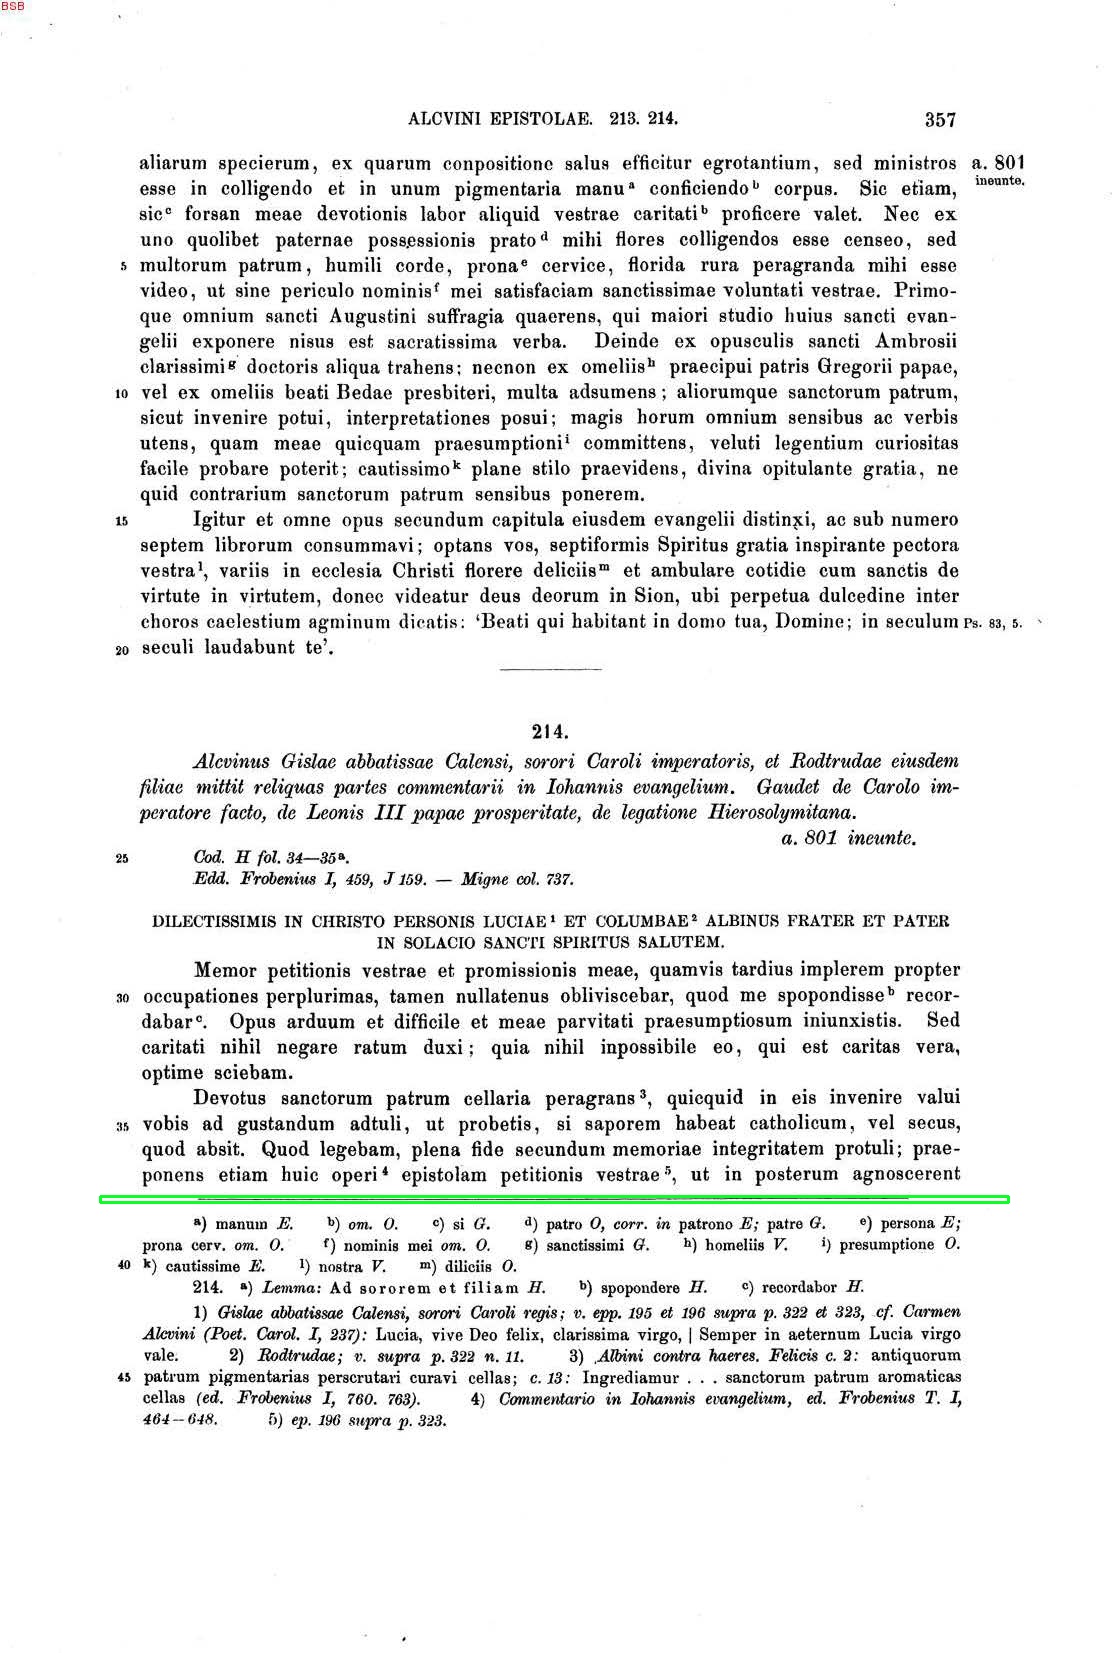 BSB
ALCVINI EPISTOLAE. 213. 214. 357
aliarum specierum, ex quarum conpositione salus efficitur egrotantium, sed ministros a. 801
esse in colligendo et in unum pigmentaria manu a conficiendo b corpus. Sic etiam, ineunte.
sic c forsan meae devotionis labor aliquid vestrae caritati b proficere valet. Nec ex
uno quolibet paternae possessionis prato d mihi flores colligendos esse censeo, sed
5 multorum patrum, humili corde, prona e cervice, florida rura peragranda mihi esse
video, ut sine periculo nominis f mei satisfaciam sanctissimae voluntati vestrae. Primo-
que omnium sancti Augustini suffragia quaerens, qui maiori studio huius sancti evan-
gelii exponere nisus est sacratissima verba. Deinde ex opusculis sancti Ambrosii
clarissimi g doctoris aliqua trahens; necnon ex omeliis h praecipui patris Gregorii papae,
10 vel ex omeliis beati Bedae presbiteri, multa adsumens; aliorumque sanctorum patrum,
sicut invenire potui, interpretationes posui; magis horum omnium sensibus ac verbis
utens, quam meae quicquam praesumptioni i committens, veluti legentium curiositas
facile probare poterit; cautissimo k plane stilo praevidens, divina opitulante gratia, ne
quid contrarium sanctorum patrum sensibus ponerem.
15 Igitur et omne opus secundum capitula eiusdem evangelii distinxi, ac sub numero
septem librorum consummavi; optans vos, septiformis Spiritus gratia inspirante pectora
vestra l, variis in ecclesia Christi florere deliciis m et ambulare cotidie cum sanctis de
virtute in virtutem, donec videatur deus deorum in Sion, ubi perpetua dulcedine inter
choros caelestium agminum dicatis: ‘Beati qui habitant in domo tua, Domine; in seculum Ps. 83, 5.
20 seculi laudabunt te’.
214.
Alcvinus Gislae abbatissae Calensi, sorori Caroli imperatoris, et Rodtrudae eiusdem
filiae mittit reliquas partes commentarii in Iohannis evangelium. Gaudet de Carolo im-
peratore facto, de Leonis III papae prosperitate, de legatione Hierosolymitana.
a. 801 ineunte.
25 Cod. H fol. 34—35a.
Edd. Frobenius I, 459, J 159. — Migne col. 737.
DILECTISSIMIS IN CHRISTO PERSONIS LUCIAE 1 ET COLUMBAE 2 ALBINUS FRATER ET PATER
IN SOLACIO SANCTI SPIRITUS SALUTEM.
Memor petitionis vestrae et promissionis meae, quamvis tardius implerem propter
30 occupationes perplurimas, tamen nullatenus obliviscebar, quod me spopondisse b recor-
dabar c. Opus arduum et difficile et meae parvitati praesumptiosum iniunxistis. Sed
caritati nihil negare ratum duxi; quia nihil inpossibile eo, qui est caritas vera,
optime sciebam.
Devotus sanctorum patrum cellaria peragrans 3, quicquid in eis invenire valui
35 vobis ad gustandum adtuli, ut probetis, si saporem habeat catholicum, vel secus,
quod absit. Quod legebam, plena fide secundum memoriae integritatem protuli; prae-
ponens etiam huic operi 4 epistolam petitionis vestrae 5, ut in posterum agnoscerent
a) manum E. b) om. O. c) si G. d) patro O, corr. in patrono E; patre G. e) persona E;
prona cerv. om. O. f) nominis mei om. O. g) sanctissimi G. h) homeliis V. i) presumptione O.
40 k) cautissime E. l) nostra V. m) diliciis O.
214. a) Lemma: Ad sororem et filiam H. b) spopondere H. c) recordabor H.
1) Gislae abbatissae Calensi, sorori Caroli regis; v. epp. 195 et 196 supra p. 322 et 323, cf. Carmen
Alcvini (Poet. Carol. I, 237): Lucia, vive Deo felix, clarissima virgo, | Semper in aeternum Lucia virgo
vale. 2) Rodtrudae; v. supra p. 322 n. 11. 3) Albini contra haeres. Felicis c. 2: antiquorum
45 patrum pigmentarias perscrutari curavi cellas; c. 13: Ingrediamur . . . sanctorum patrum aromaticas
cellas (ed. Frobenius I, 760. 763). 4) Commentario in Iohannis evangelium, ed. Frobenius T. I,
464—648. 5) ep. 196 supra p. 323.